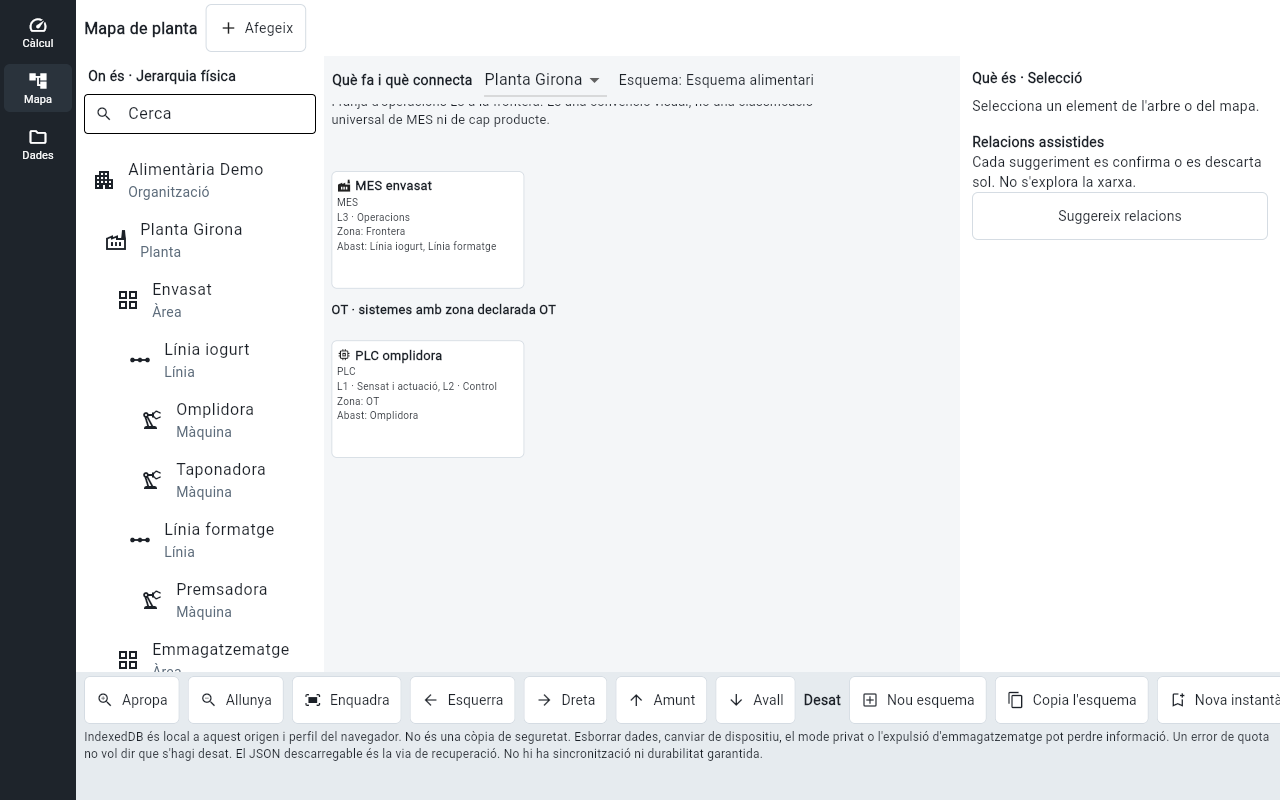 Càlcul
Mapa
Dades
Mapa de planta
Afegeix
On és · Jerarquia física
Cerca
Alimentària Demo
Organització
Planta Girona
Planta
Envasat
Àrea
Línia iogurt
Línia
Omplidora
Màquina
Taponadora
Màquina
Línia formatge
Línia
Premsadora
Màquina
Emmagatzematge
Àrea
Què fa i què connecta
Planta Girona
Esquema: Esquema alimentari
universal de MES ni de cap producte.
MES envasat
MES
L3 · Operacions
Zona: Frontera
Abast: Línia iogurt, Línia formatge
OT · sistemes amb zona declarada OT
PLC omplidora
PLC
L1 · Sensat i actuació, L2 · Control
Zona: OT
Abast: Omplidora
Què és · Selecció
Selecciona un element de l'arbre o del mapa.
Relacions assistides
Cada suggeriment es confirma o es descarta
sol. No s'explora la xarxa.
Suggereix relacions
Apropa
Allunya
Enquadra
Esquerra
Dreta
Amunt
Avall
Desat
Nou esquema
Copia l'esquema
Nova instantà
IndexedDB és local a aquest origen i perfil del navegador. No és una còpia de seguretat. Esborrar dades, canviar de dispositiu, el mode privat o l'expulsió d'emmagatzematge pot perdre informació. Un error de quota
no vol dir que s'hagi desat. El JSON descarregable és la via de recuperació. No hi ha sincronització ni durabilitat garantida.